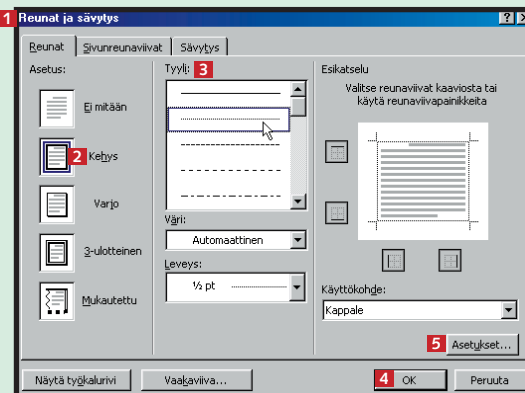 1 Reunat ja sävytys
Reunat Sivunreunaviivat Sävytys
Asetus:
Ei mitään
2 Kehys
Varjo
3-ulotteinen
Mukautettu
Tyyli: 3
Väri:
Automaattinen
Leveys:
½ pt
Esikatselu
Valitse reunaviivat kaaviosta tai
käytä reunaviivapainikkeita
Käyttökohde:
Kappale
5 Asetukset...
Näytä työkalurivi Vaakaviiva... 4 OK Peruuta